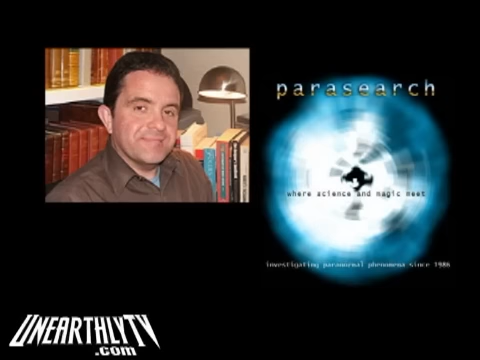 parasearch
where science and magic meet
investigating paranormal phenomena since 1986
UNEARTHLYTV
.com